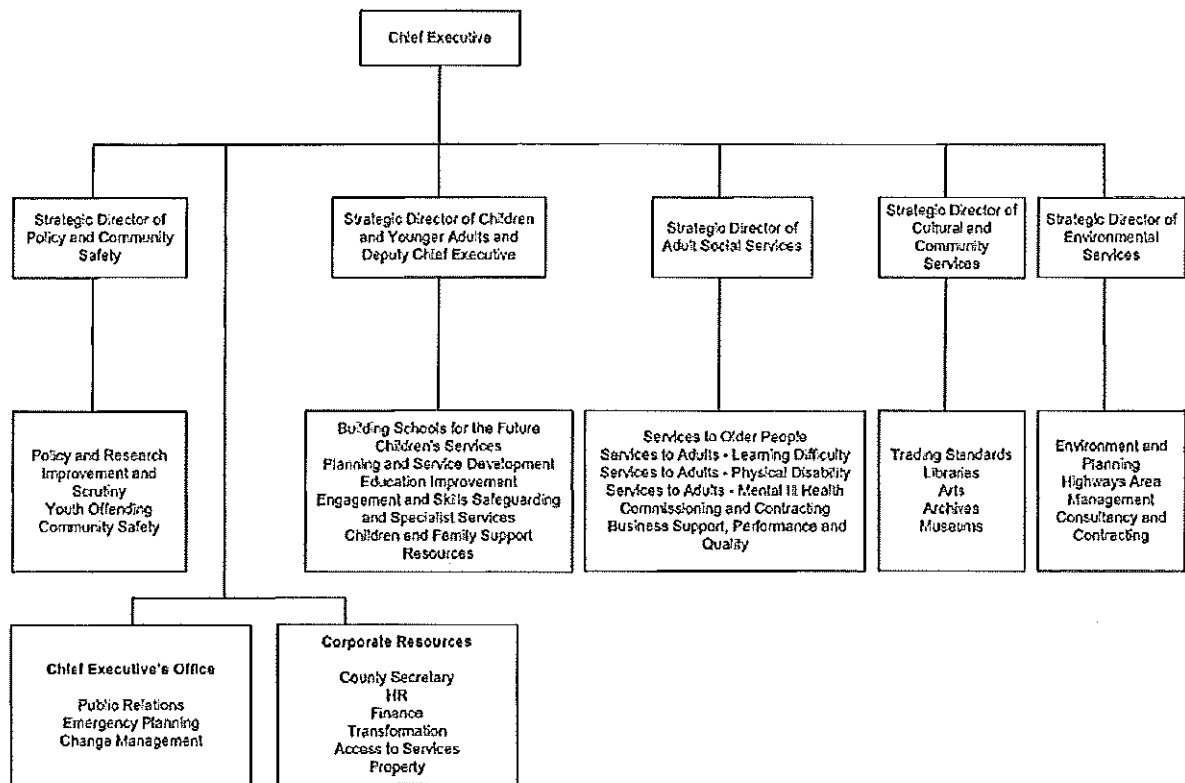 Chief Executive
Strategic Director of
Policy and Community
Safety
Strategic Director of Children
and Younger Adults and
Deputy Chief Executive
Strategic Director of
Adult Social Services
Strategic Director of
Cultural and
Community
Services
Strategic Director of
Environmental
Services
Policy and Research
Improvement and
Scrutiny
Youth Offending
Community Safety
Building Schools for the Future
Children's Services
Planning and Service Development
Education Improvement
Engagement and Skills Safeguarding
and Specialist Services
Children and Family Support
Resources
Services to Older People
Services to Adults - Learning Difficulty
Services to Adults - Physical Disability
Services to Adults - Mental Ill Health
Commissioning and Contracting
Business Support, Performance and
Quality
Trading Standards
Libraries
Arts
Archives
Museums
Environment and
Planning
Highways Area
Management
Consultancy and
Contracting
Chief Executive's Office
Public Relations
Emergency Planning
Change Management
Corporate Resources
County Secretary
HR
Finance
Transformation
Access to Services
Property